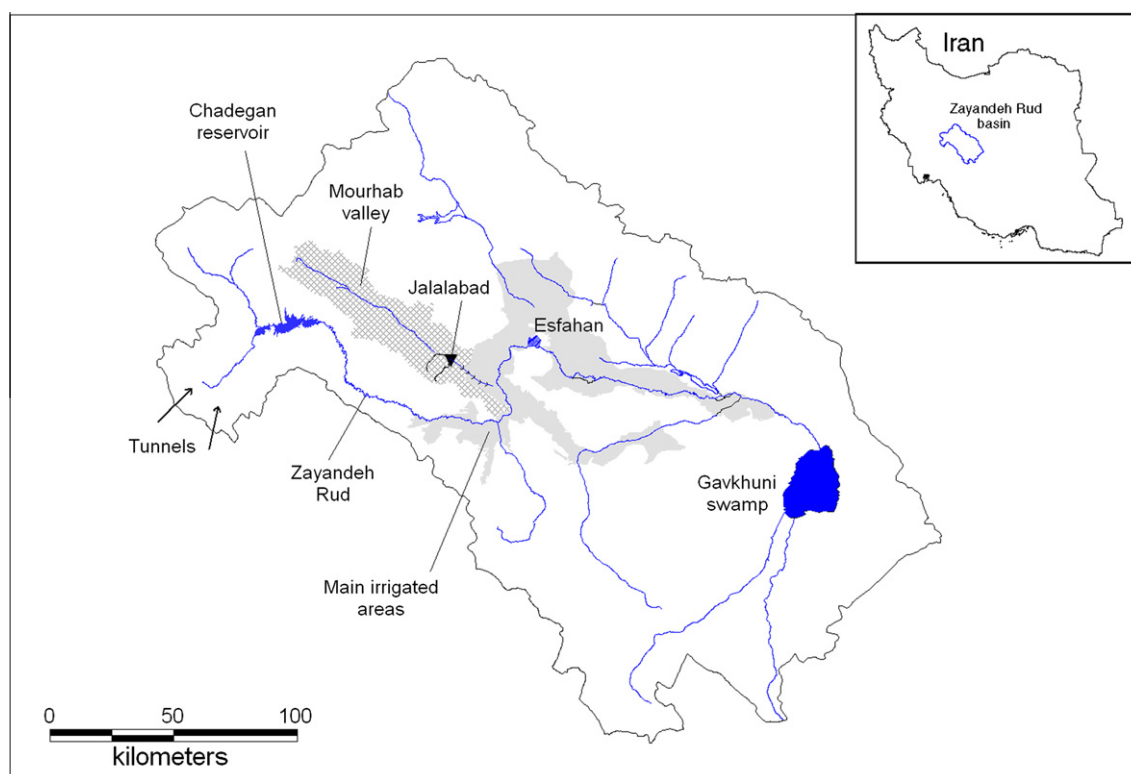 Iran
Zayandeh Rud
basin
Chadegan
reservoir
Mourhab
valley
Jalalabad
Esfahan
Tunnels
Zayandeh
Rud
Gavkhuni
swamp
Main irrigated
areas
0 50 100
kilometers